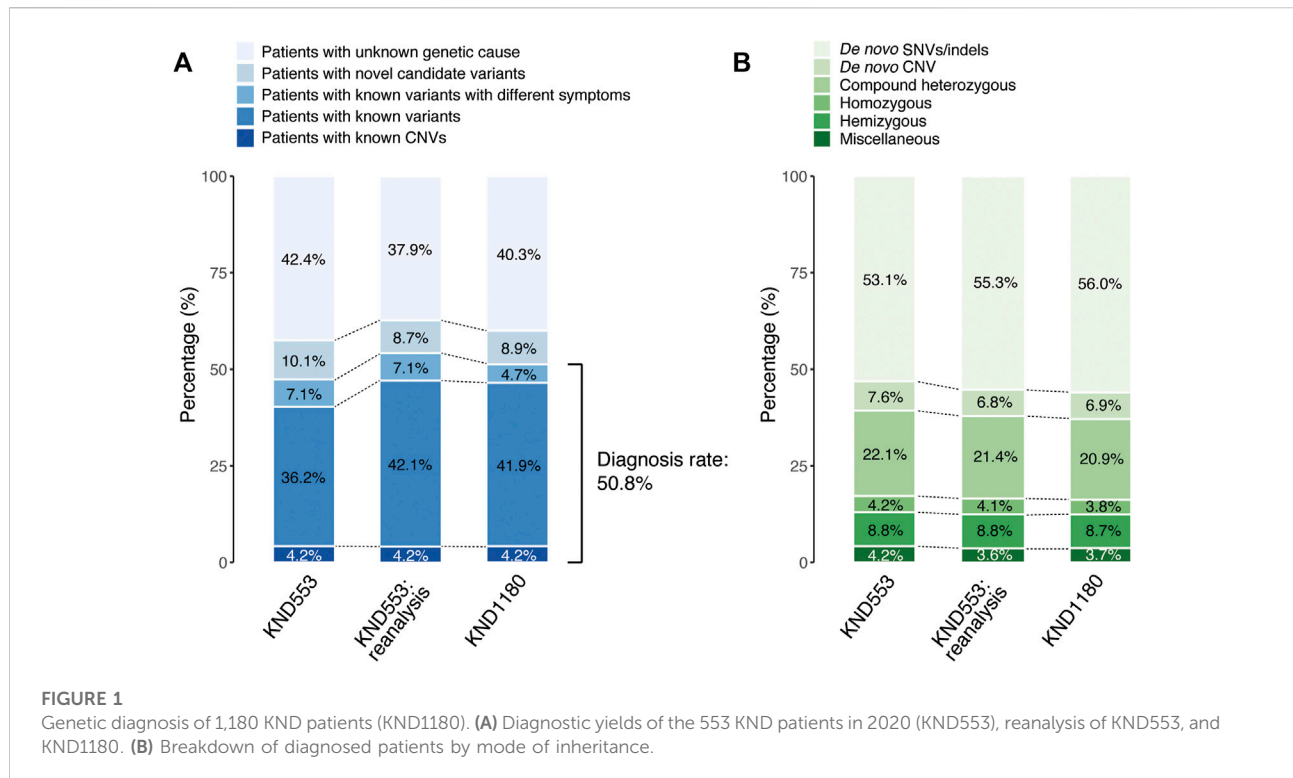 A
Patients with unknown genetic cause
Patients with novel candidate variants
Patients with known variants with different symptoms
Patients with known variants
Patients with known CNVs
Percentage (%)
100
75
50
25
0
42.4%
10.1%
7.1%
36.2%
4.2%
37.9%
8.7%
7.1%
42.1%
4.2%
40.3%
8.9%
4.7%
41.9%
4.2%
Diagnosis rate:
50.8%
KND553
KND553:
reanalysis
KND1180
B
De novo SNVs/indels
De novo CNV
Compound heterozygous
Homozygous
Hemizygous
Miscellaneous
Percentage (%)
100
75
50
25
0
53.1%
7.6%
22.1%
4.2%
8.8%
4.2%
55.3%
6.8%
21.4%
4.1%
8.8%
3.6%
56.0%
6.9%
20.9%
3.8%
8.7%
3.7%
KND553
KND553:
reanalysis
KND1180
FIGURE 1
Genetic diagnosis of 1,180 KND patients (KND1180). (A) Diagnostic yields of the 553 KND patients in 2020 (KND553), reanalysis of KND553, and
KND1180. (B) Breakdown of diagnosed patients by mode of inheritance.